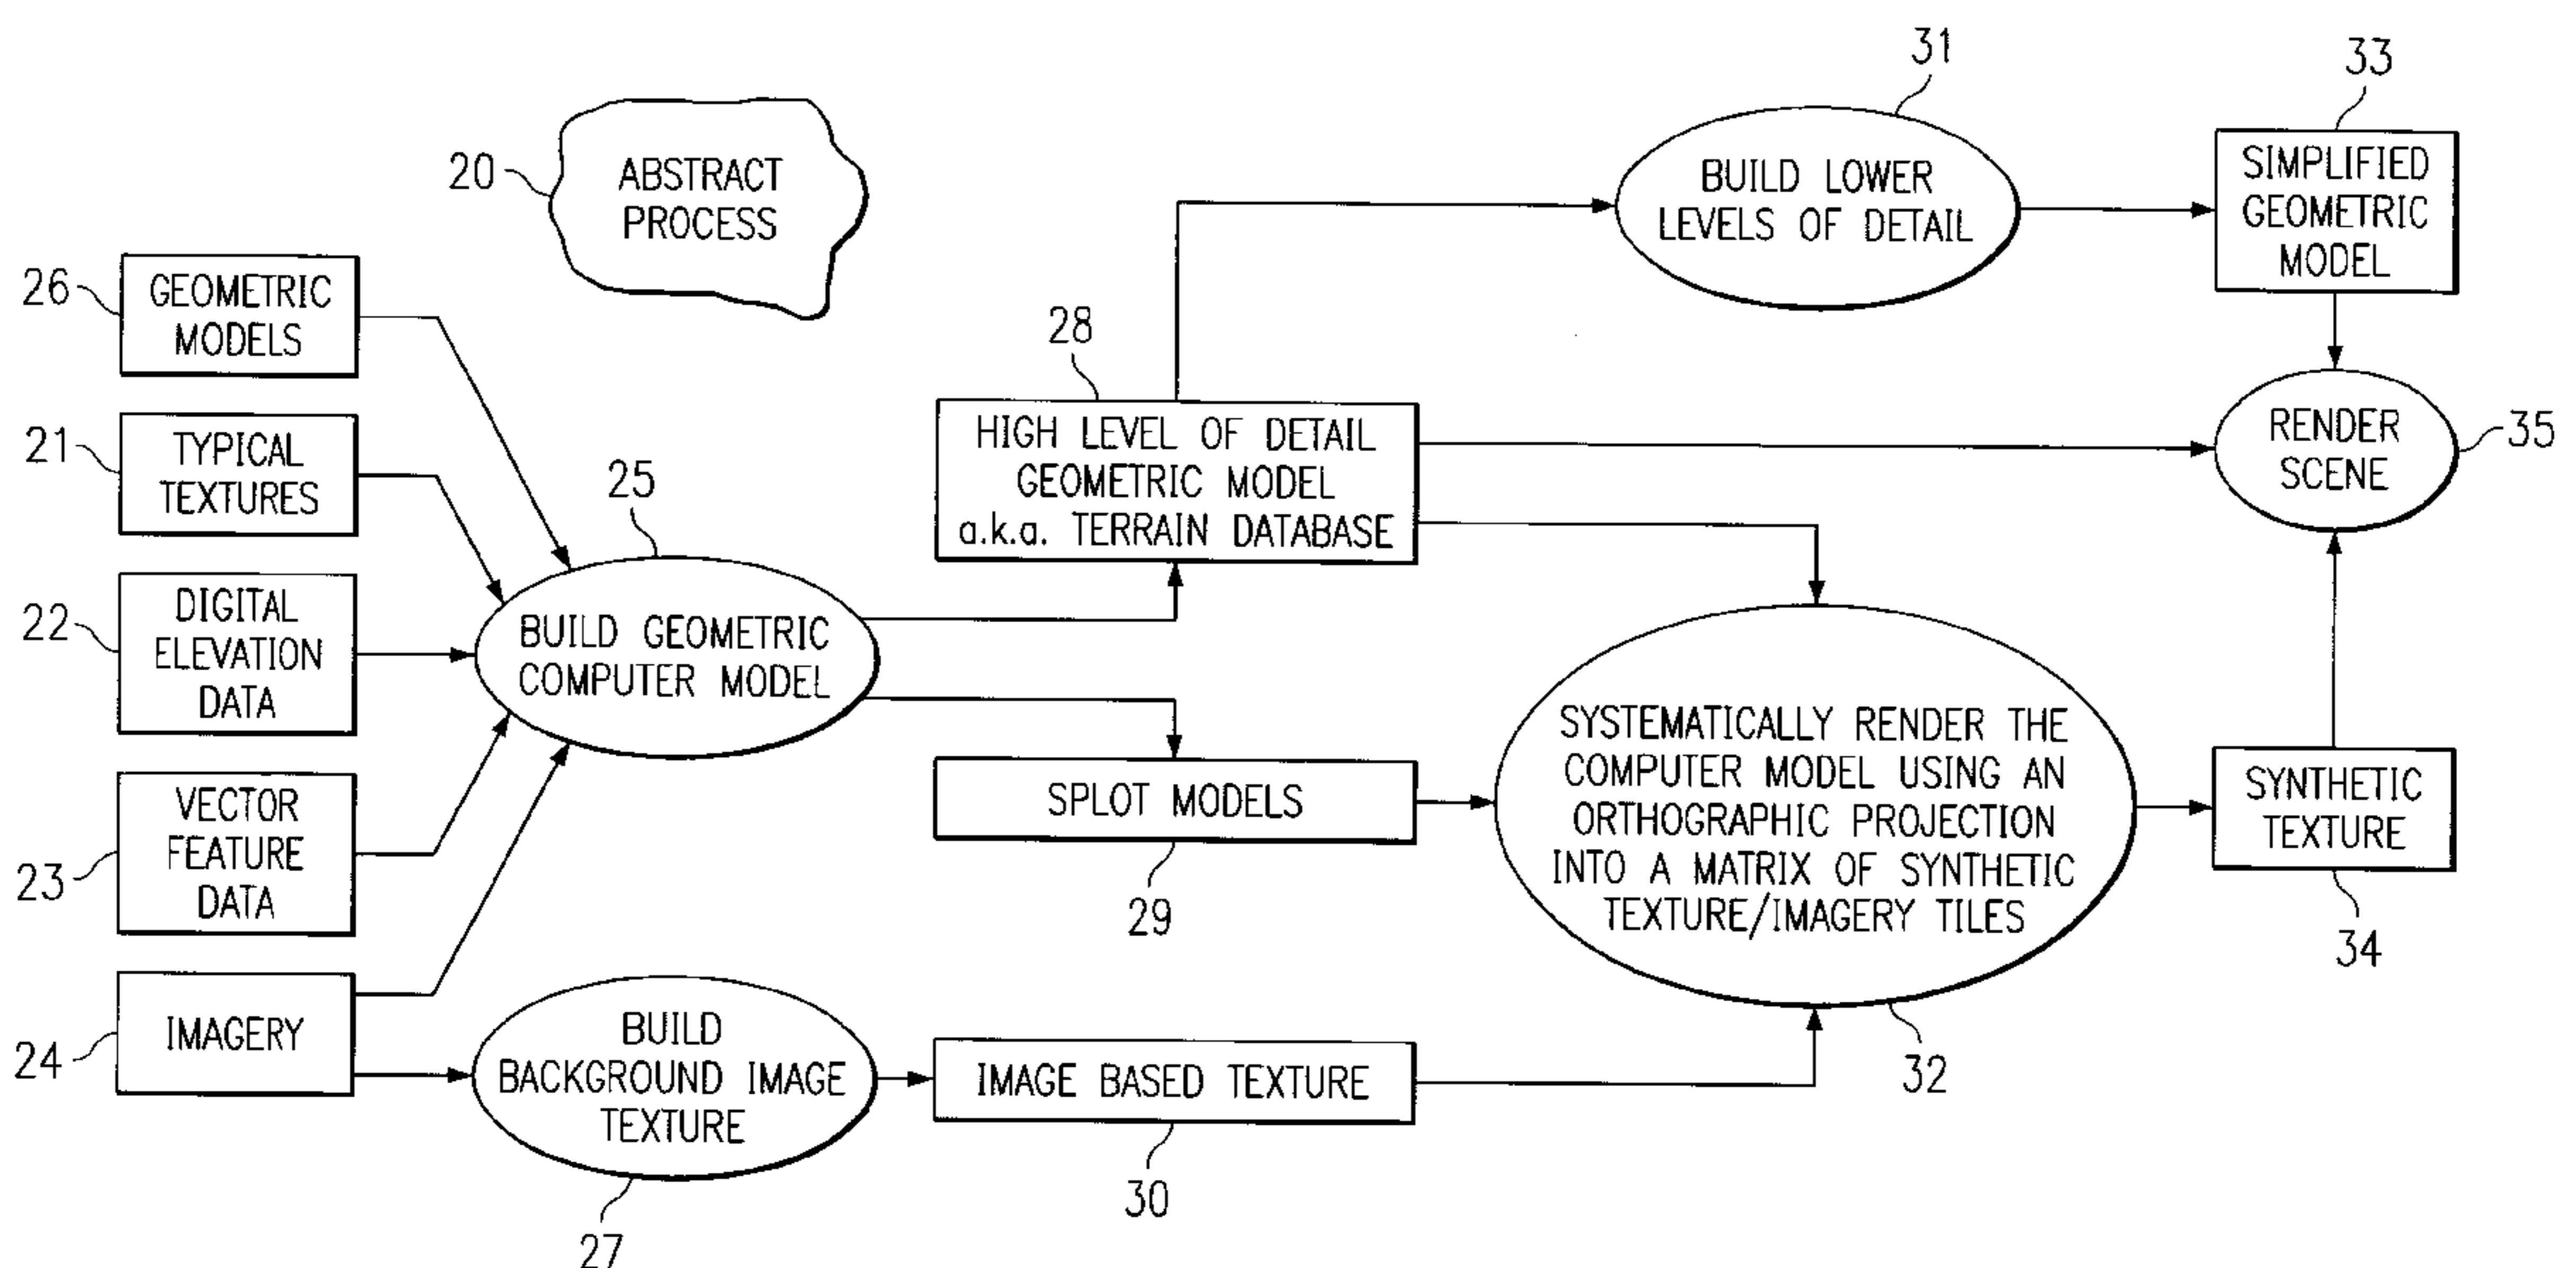 31
33
20
ABSTRACT
PROCESS
BUILD LOWER
LEVELS OF DETAIL
SIMPLIFIED
GEOMETRIC
MODEL
26
GEOMETRIC
MODELS
28
21
TYPICAL
TEXTURES
25
HIGH LEVEL OF DETAIL
GEOMETRIC MODEL
a.k.a. TERRAIN DATABASE
RENDER
SCENE
35
22
DIGITAL
ELEVATION
DATA
BUILD GEOMETRIC
COMPUTER MODEL
23
VECTOR
FEATURE
DATA
SPLOT MODELS
29
SYSTEMATICALLY RENDER THE
COMPUTER MODEL USING AN
ORTHOGRAPHIC PROJECTION
INTO A MATRIX OF SYNTHETIC
TEXTURE/IMAGERY TILES
SYNTHETIC
TEXTURE
34
24
IMAGERY
BUILD
BACKGROUND IMAGE
TEXTURE
27
IMAGE BASED TEXTURE
30
32